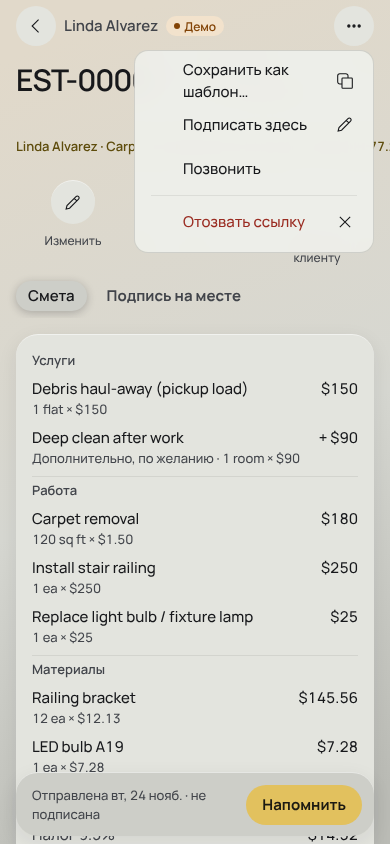 Linda Alvarez
Демо
EST-000
Linda Alvarez · Carp
77.
Сохранить как
шаблон…
Подписать здесь
Позвонить
Отозвать ссылку
Изменить
клиенту
Смета
Подпись на месте
Услуги
Debris haul-away (pickup load) $150
1 flat × $150
Deep clean after work + $90
Дополнительно, по желанию · 1 room × $90
Работа
Carpet removal $180
120 sq ft × $1.50
Install stair railing $250
1 ea × $250
Replace light bulb / fixture lamp $25
1 ea × $25
Материалы
Railing bracket $145.56
12 ea × $12.13
LED bulb A19 $7.28
1 ea × $7.28
Отправлена вт, 24 нояб. · не
подписана
Напомнить